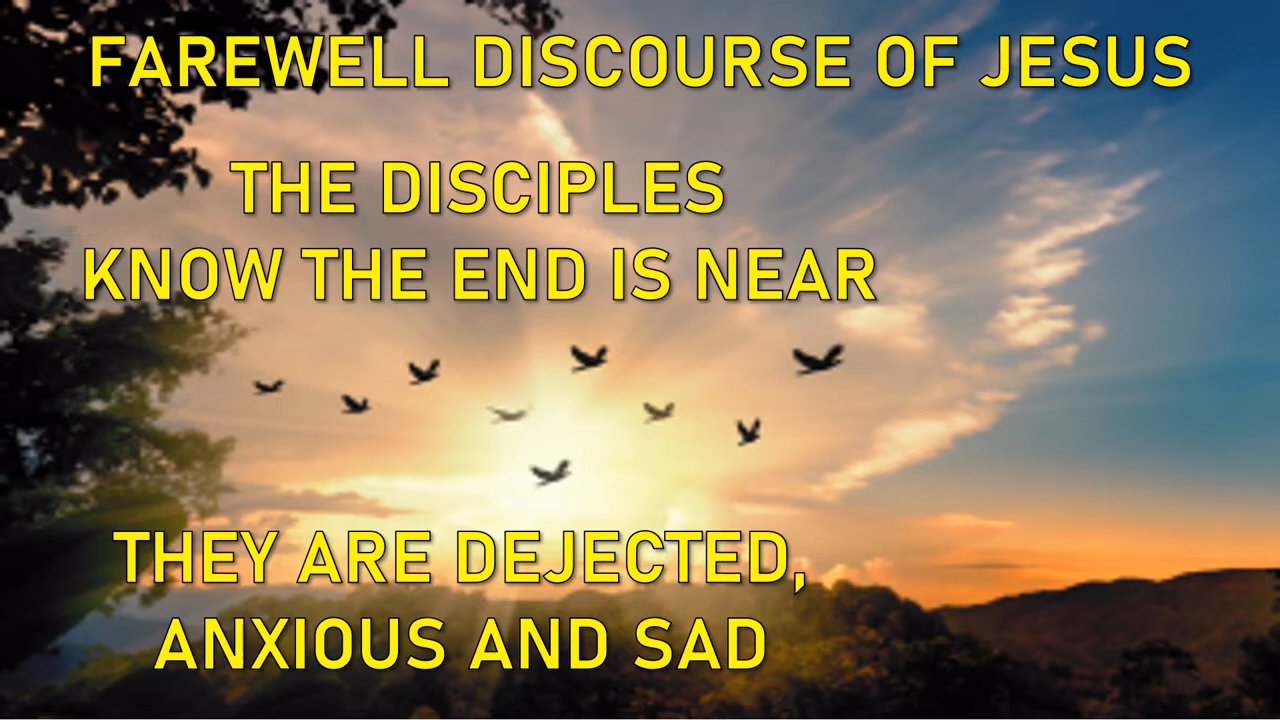 FAREWELL DISCOURSE OF JESUS
THE DISCIPLES
KNOW THE END IS NEAR
THEY ARE DEJECTED,
ANXIOUS AND SAD